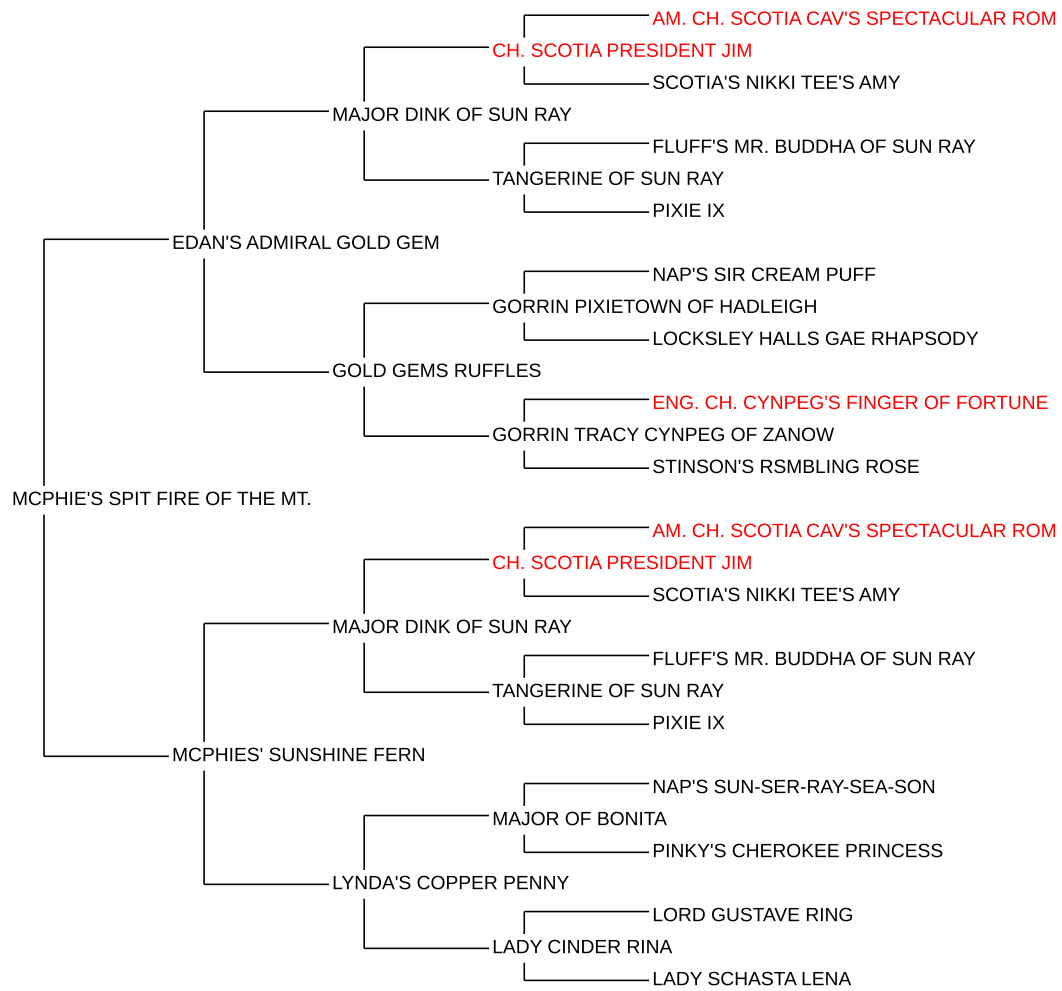 AM. CH. SCOTIA CAV'S SPECTACULAR ROM
CH. SCOTIA PRESIDENT JIM
SCOTIA'S NIKKI TEE'S AMY
MAJOR DINK OF SUN RAY
FLUFF'S MR. BUDDHA OF SUN RAY
TANGERINE OF SUN RAY
PIXIE IX
EDAN'S ADMIRAL GOLD GEM
NAP'S SIR CREAM PUFF
GORRIN PIXIETOWN OF HADLEIGH
LOCKSLEY HALLS GAE RHAPSODY
GOLD GEMS RUFFLES
ENG. CH. CYNPEG'S FINGER OF FORTUNE
GORRIN TRACY CYNPEG OF ZANOW
STINSON'S RSMBLING ROSE
MCPHIE'S SPIT FIRE OF THE MT.
AM. CH. SCOTIA CAV'S SPECTACULAR ROM
CH. SCOTIA PRESIDENT JIM
SCOTIA'S NIKKI TEE'S AMY
MAJOR DINK OF SUN RAY
FLUFF'S MR. BUDDHA OF SUN RAY
TANGERINE OF SUN RAY
PIXIE IX
MCPHIES' SUNSHINE FERN
NAP'S SUN-SER-RAY-SEA-SON
MAJOR OF BONITA
PINKY'S CHEROKEE PRINCESS
LYNDA'S COPPER PENNY
LORD GUSTAVE RING
LADY CINDER RINA
LADY SCHASTA LENA